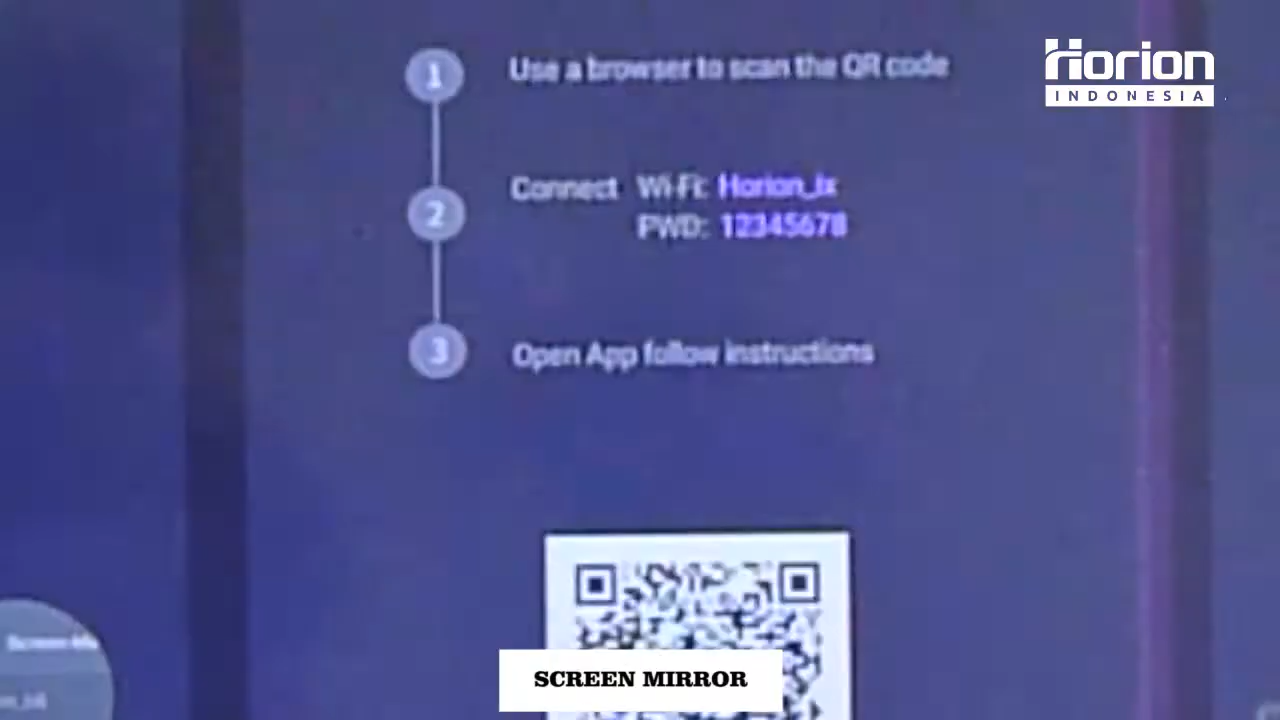 Horion
INDONESIA
1 Use a browser to scan the QR code
2 Connect Wi-Fi: Horion_ix
PWD: 12345678
3 Open App follow instructions
SCREEN MIRROR